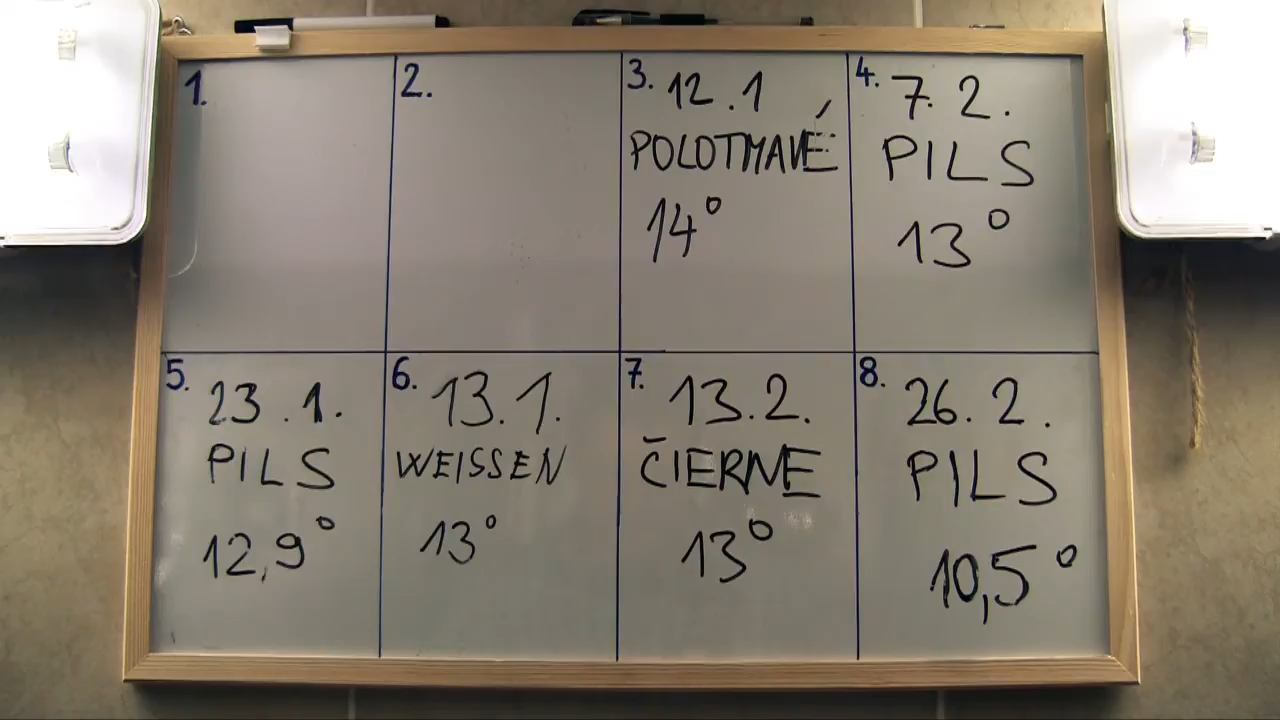 1.
2.
3. 12.1
POLOTMAVÉ
14°
4. 7.2.
PILS
13°
5. 23.1.
PILS
12,9°
6. 13.1.
WEISSEN
13°
7. 13.2.
ČIERNE
13°
8. 26.2.
PILS
10,5°